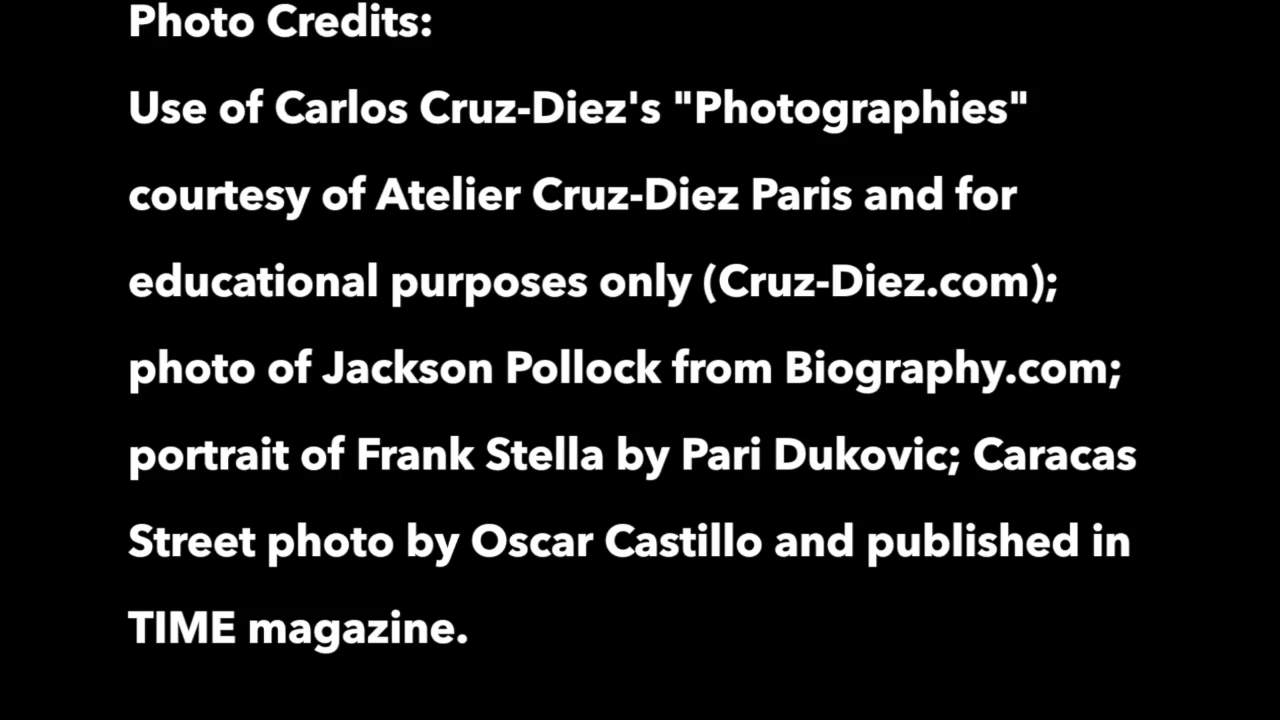 Photo Credits:
Use of Carlos Cruz-Diez's "Photographies"
courtesy of Atelier Cruz-Diez Paris and for
educational purposes only (Cruz-Diez.com);
photo of Jackson Pollock from Biography.com;
portrait of Frank Stella by Pari Dukovic; Caracas
Street photo by Oscar Castillo and published in
TIME magazine.